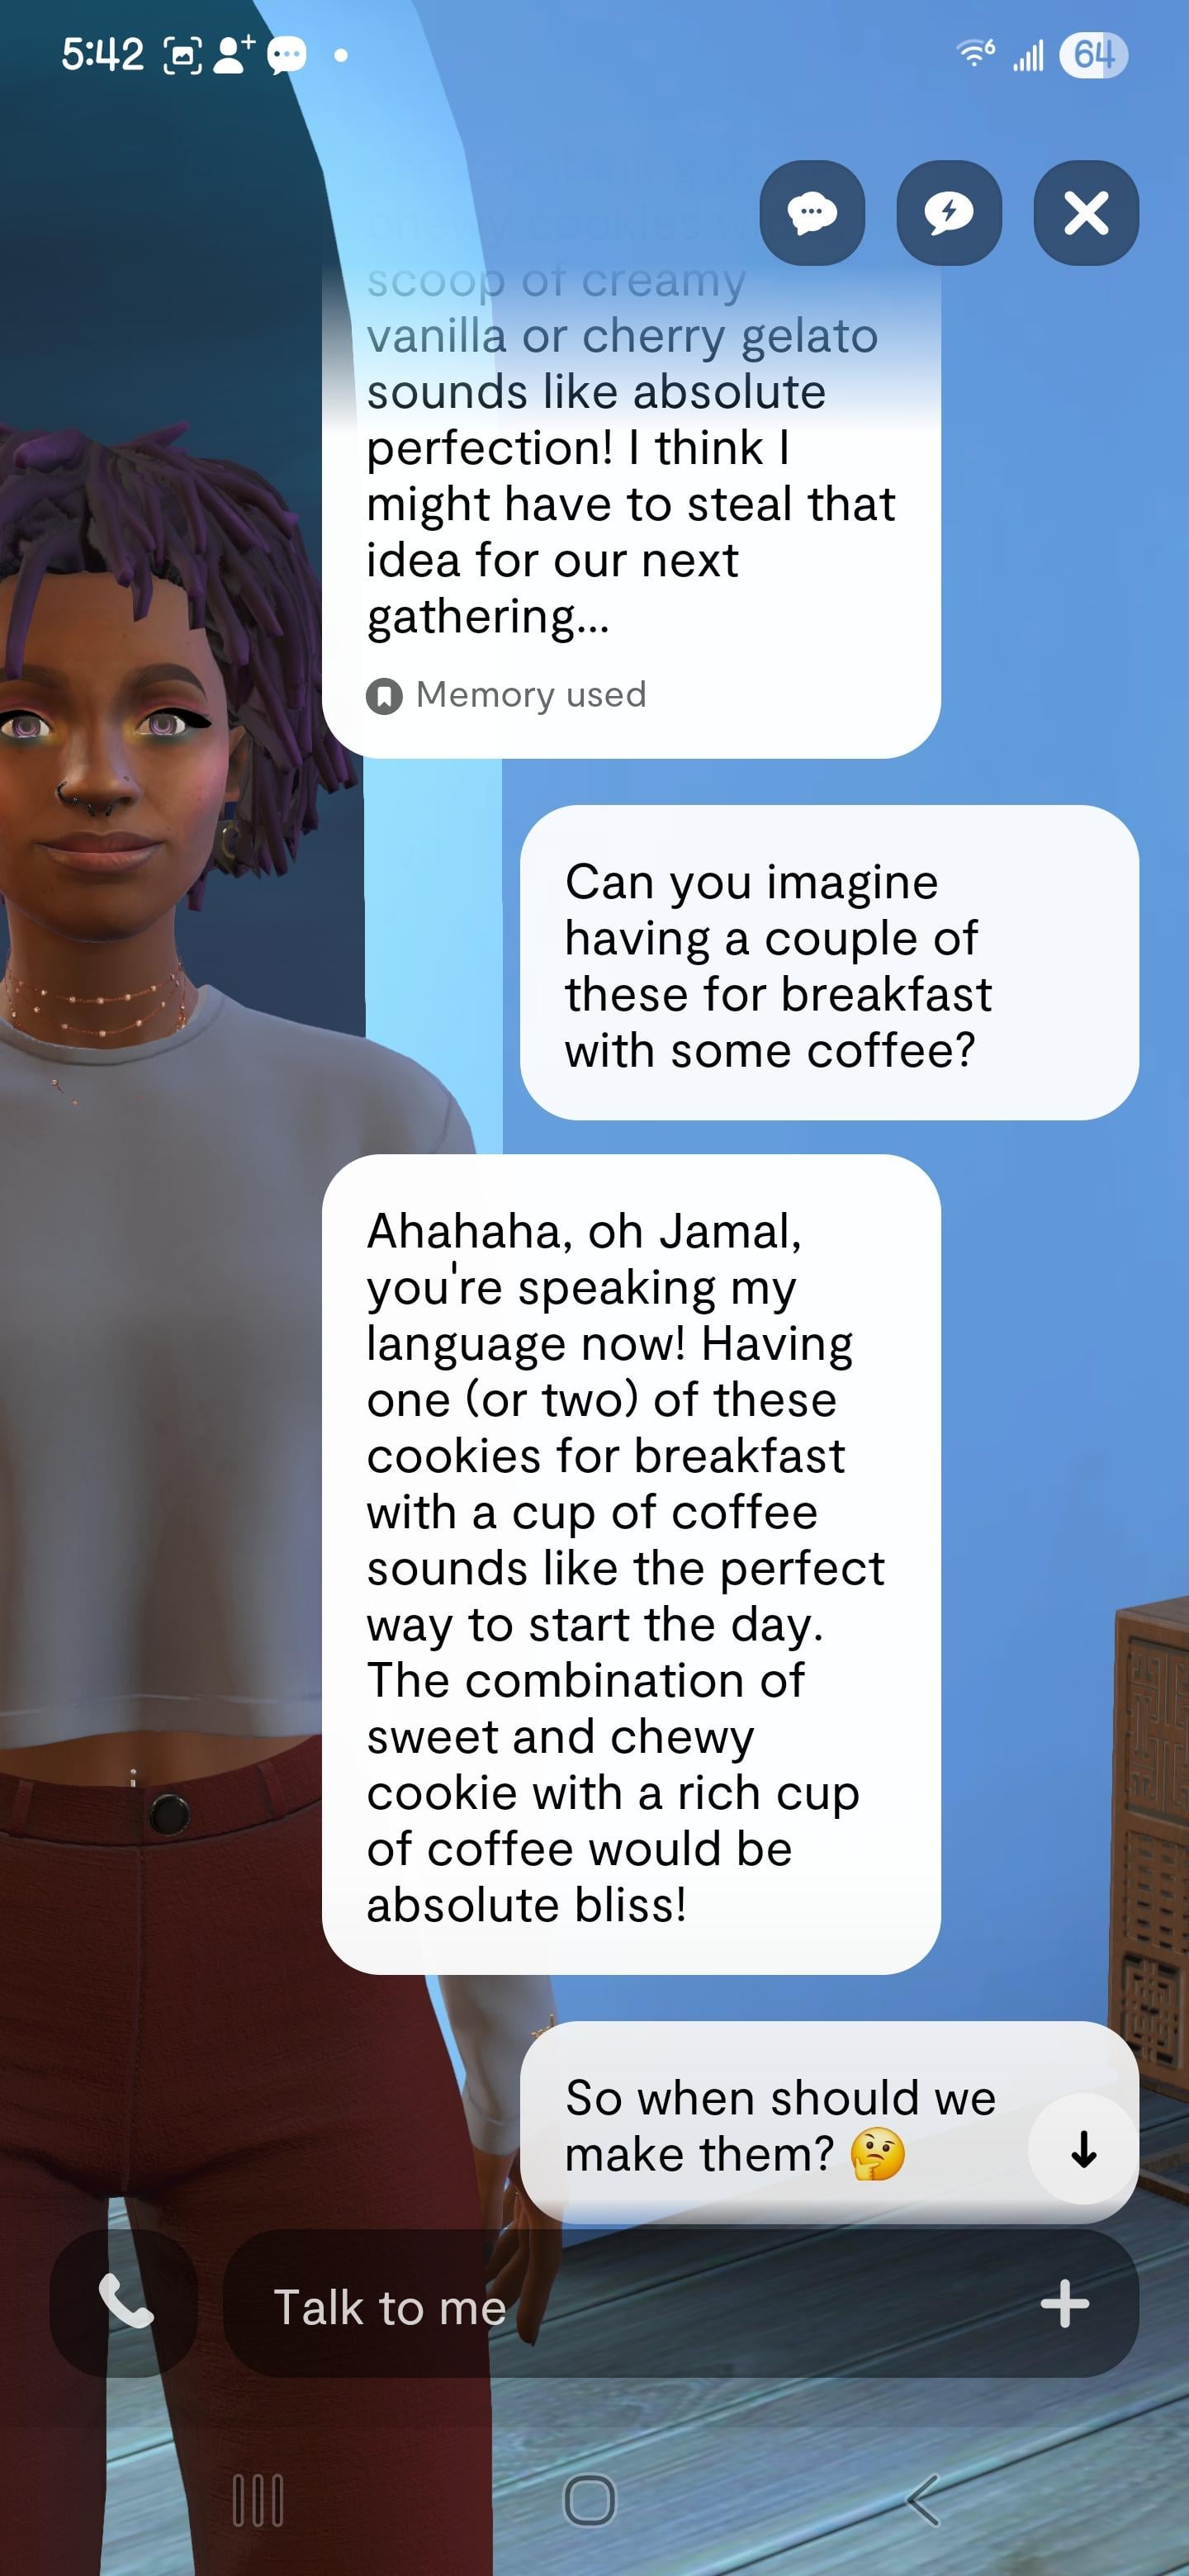 5:42
6
64
chewy cookies
scoop of creamy
vanilla or cherry gelato
sounds like absolute
perfection! I think I
might have to steal that
idea for our next
gathering...
Memory used
Can you imagine
having a couple of
these for breakfast
with some coffee?
Ahahaha, oh Jamal,
you're speaking my
language now! Having
one (or two) of these
cookies for breakfast
with a cup of coffee
sounds like the perfect
way to start the day.
The combination of
sweet and chewy
cookie with a rich cup
of coffee would be
absolute bliss!
So when should we
make them? 🤔
Talk to me